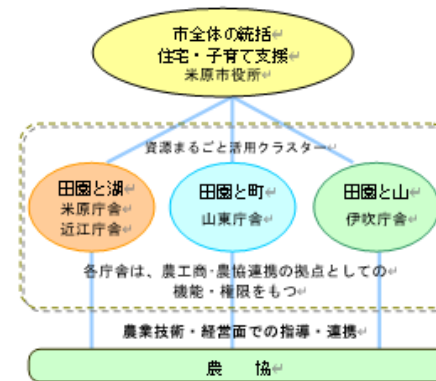 市全体の統括
住宅・子育て支援
米原市役所
資源まるごと活用クラスター
田園と湖
米原庁舎
近江庁舎
田園と町
山東庁舎
田園と山
伊吹庁舎
各庁舎は、農工商・農協連携の拠点としての
機能・権限をもつ
農業技術・経営面での指導・連携
農　協